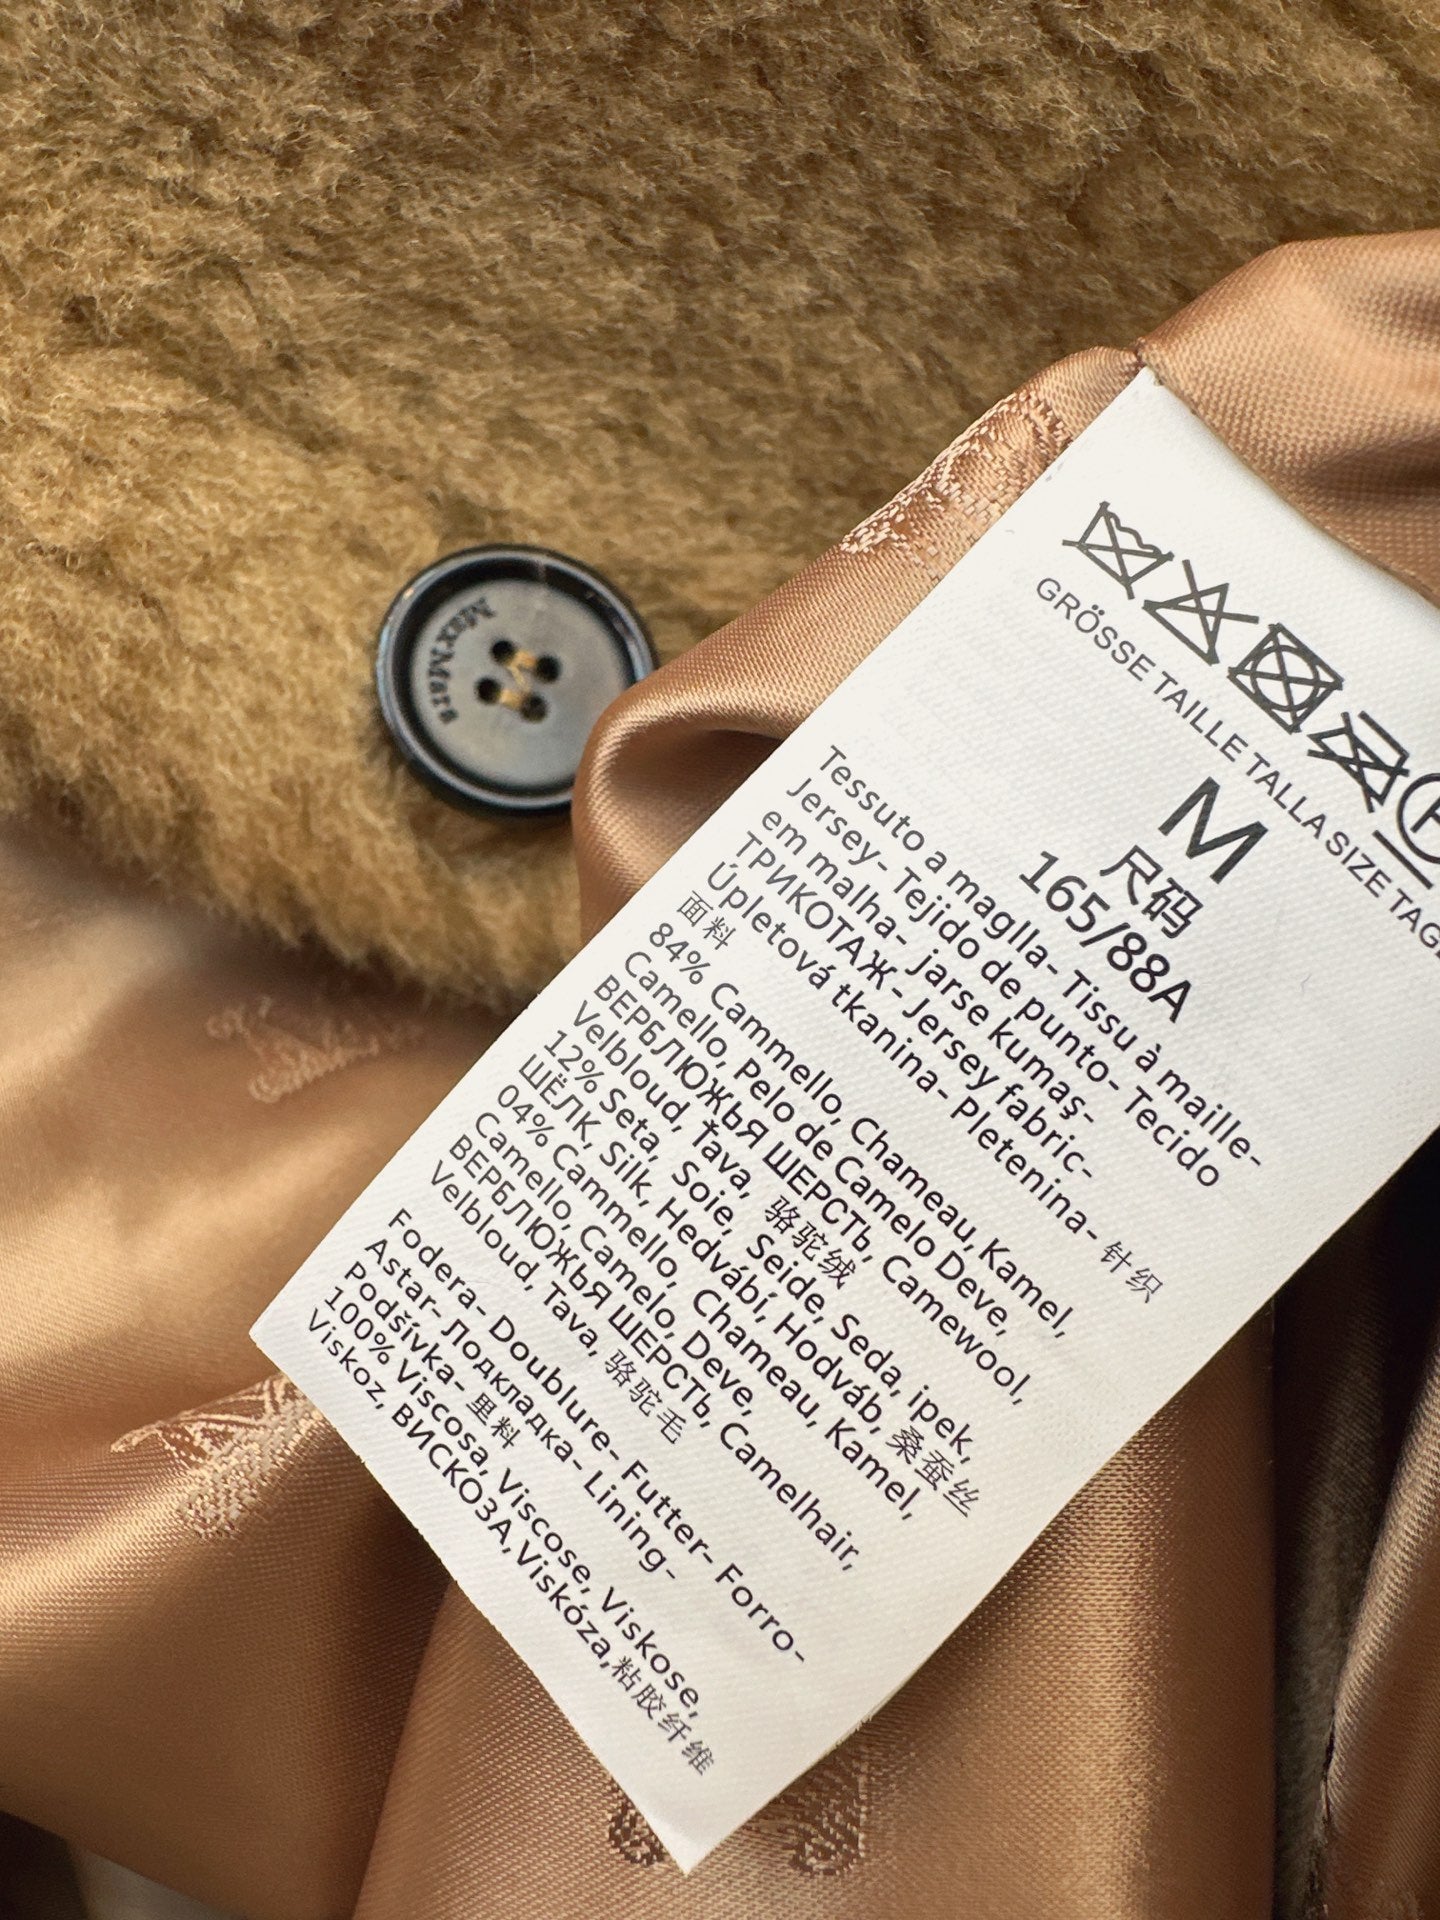 MaxMara
GRÖSSE TAILLE TALLA SIZE
M
尺码
165/88A
Tessuto a maglla- Tissu à maille-
Jersey- Tejido de punto- Tecido
em malha- jarse kumaş-
ТРИКОТАЖ- Jersey fabric-
Úpletová tkanina- Pletenina- 针织
面料
84% Cammello, Chameau, Kamel,
Camello, Pelo de Camelo Deve,
ВЕРБЛЮЖЬЯ ШЕРСТЬ, Camewool,
Velbloud, Ťava, 骆驼绒
12% Seta, Soie, Seide, Seda, ipek,
ШЁЛК, Silk, Hedvábí, Hodváb, 桑蚕丝
04% Cammello, Chameau, Kamel,
Camello, Camelo, Deve,
ВЕРБЛЮЖЬЯ ШЕРСТЬ, Camelhair,
Velbloud, Tava, 骆驼毛
Fodera- Doublure- Futter- Forro-
Astar- Лодкладка- Lining-
Podšívka- 里料
100% Viscosa, Viscose, Viskose,
Viskoz, ВИСКОЗА, Viskóza, 粘胶纤维